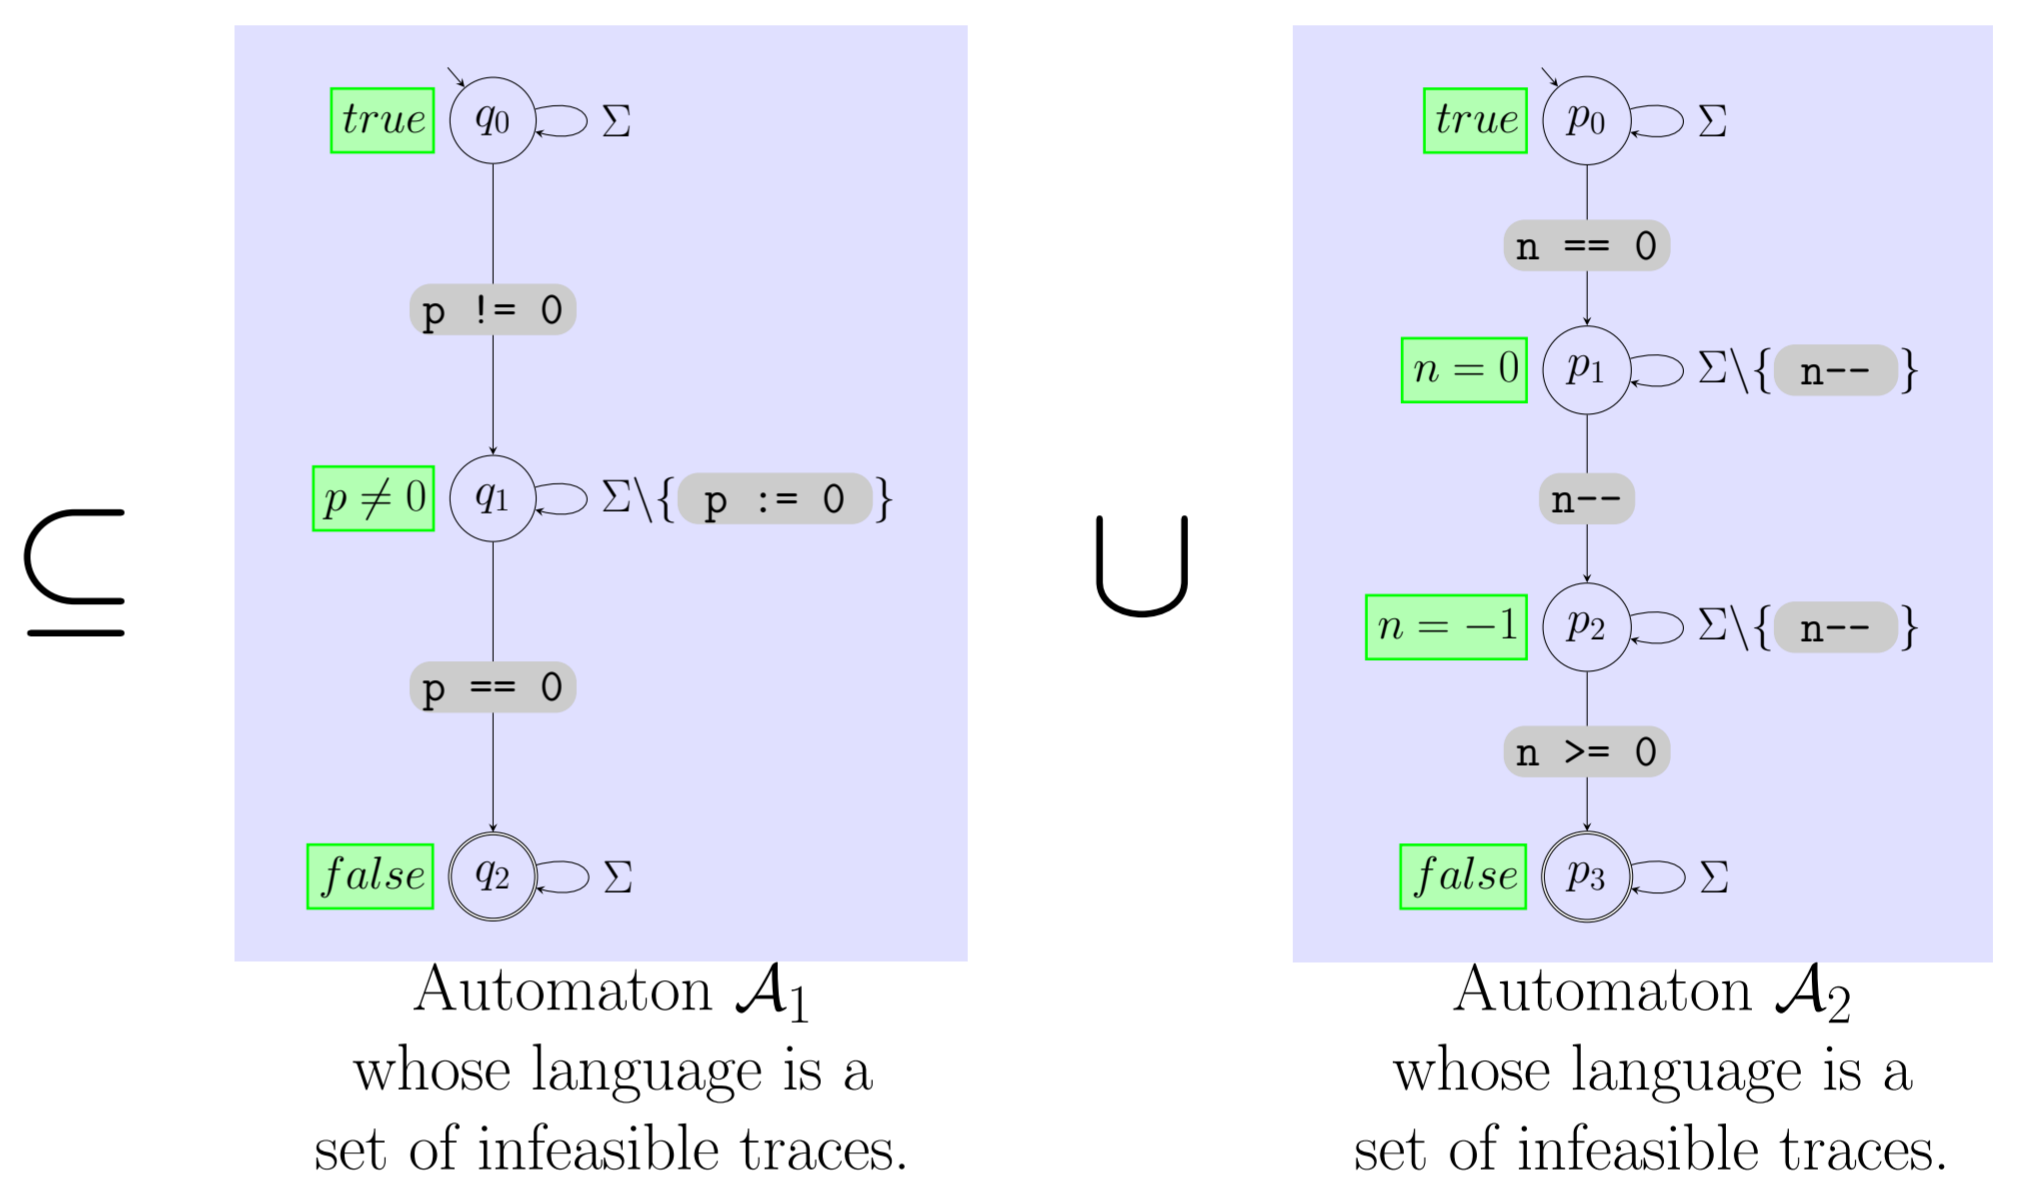 ⊆
true q₀ Σ
p != 0
p ≠ 0 q₁ Σ\{ p := 0 }
p == 0
false q₂ Σ
Automaton 𝓐₁
whose language is a
set of infeasible traces.
∪
true p₀ Σ
n == 0
n = 0 p₁ Σ\{ n-- }
n--
n = −1 p₂ Σ\{ n-- }
n >= 0
false p₃ Σ
Automaton 𝓐₂
whose language is a
set of infeasible traces.